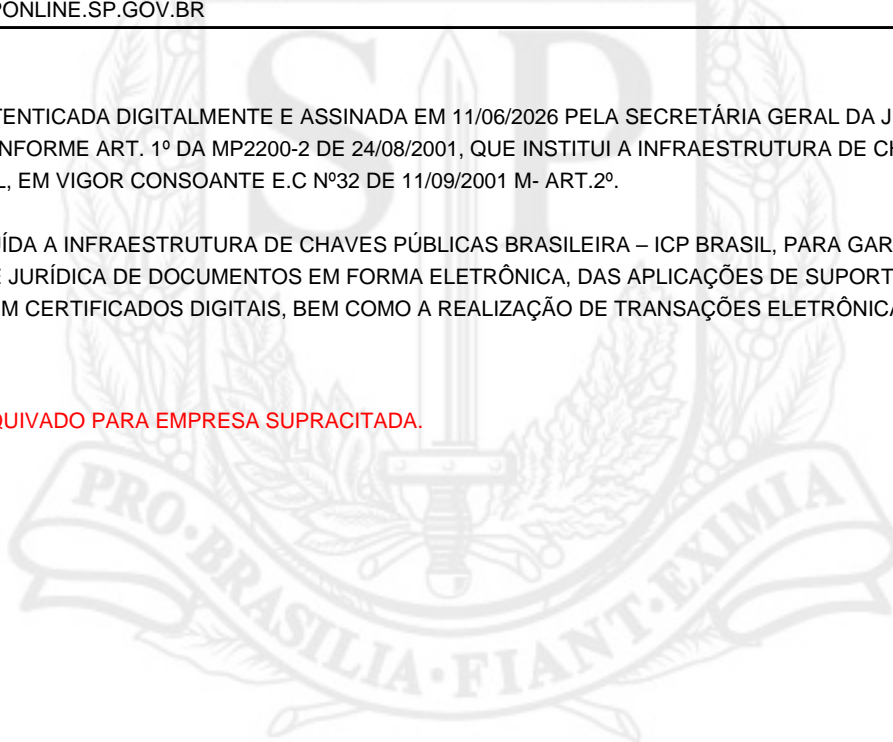 PONLINE.SP.GOV.BR
TENTICADA DIGITALMENTE E ASSINADA EM 11/06/2026 PELA SECRETÁRIA GERAL DA J
NFORME ART. 1º DA MP2200-2 DE 24/08/2001, QUE INSTITUI A INFRAESTRUTURA DE CH
L, EM VIGOR CONSOANTE E.C Nº32 DE 11/09/2001 M- ART.2º.
ÍDA A INFRAESTRUTURA DE CHAVES PÚBLICAS BRASILEIRA – ICP BRASIL, PARA GAR
E JURÍDICA DE DOCUMENTOS EM FORMA ELETRÔNICA, DAS APLICAÇÕES DE SUPORT
M CERTIFICADOS DIGITAIS, BEM COMO A REALIZAÇÃO DE TRANSAÇÕES ELETRÔNICA
QUIVADO PARA EMPRESA SUPRACITADA.
SP
PRO·BRASILIA·FIANT·EXIMIA